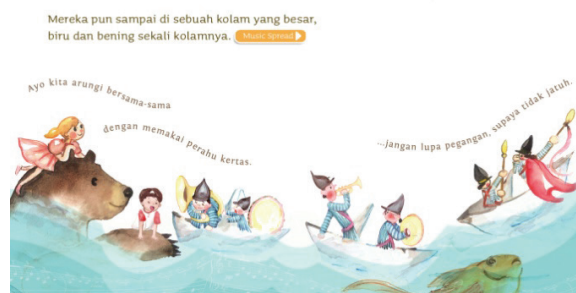 Mereka pun sampai di sebuah kolam yang besar,
biru dan bening sekali kolamnya. Music Spread
Ayo kita arungi bersama-sama
dengan memakai perahu kertas.
...jangan lupa pegangan, supaya tidak jatuh.